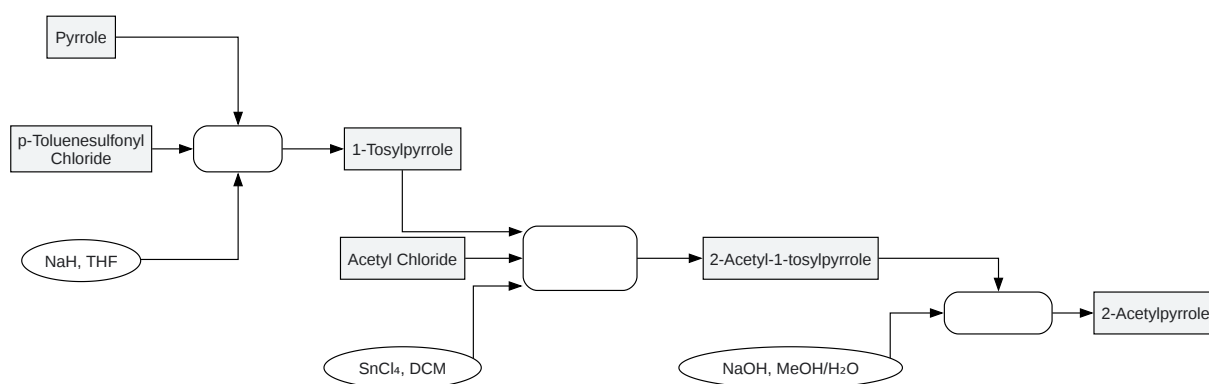 Pyrrole
p-Toluenesulfonyl
Chloride
1-Tosylpyrrole
NaH, THF
Acetyl Chloride
2-Acetyl-1-tosylpyrrole
2-Acetylpyrrole
SnCl₄, DCM
NaOH, MeOH/H₂O